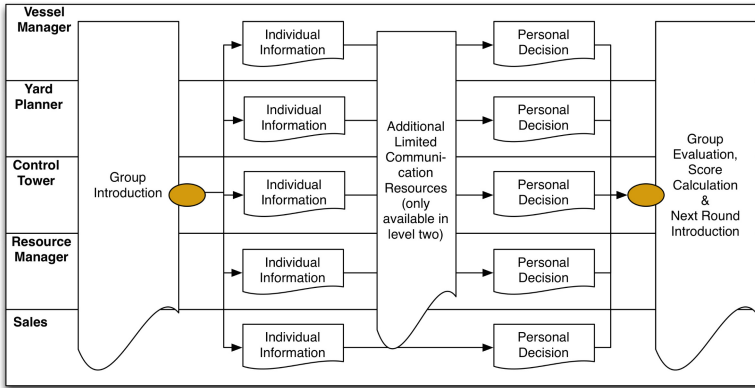 Vessel
Manager
Individual
Information
Personal
Decision
Yard
Planner
Individual
Information
Personal
Decision
Control
Tower
Group
Introduction
Individual
Information
Additional
Limited
Communi-
cation
Resources
(only
available in
level two)
Personal
Decision
Group
Evaluation,
Score
Calculation
&
Next Round
Introduction
Resource
Manager
Individual
Information
Personal
Decision
Sales
Individual
Information
Personal
Decision